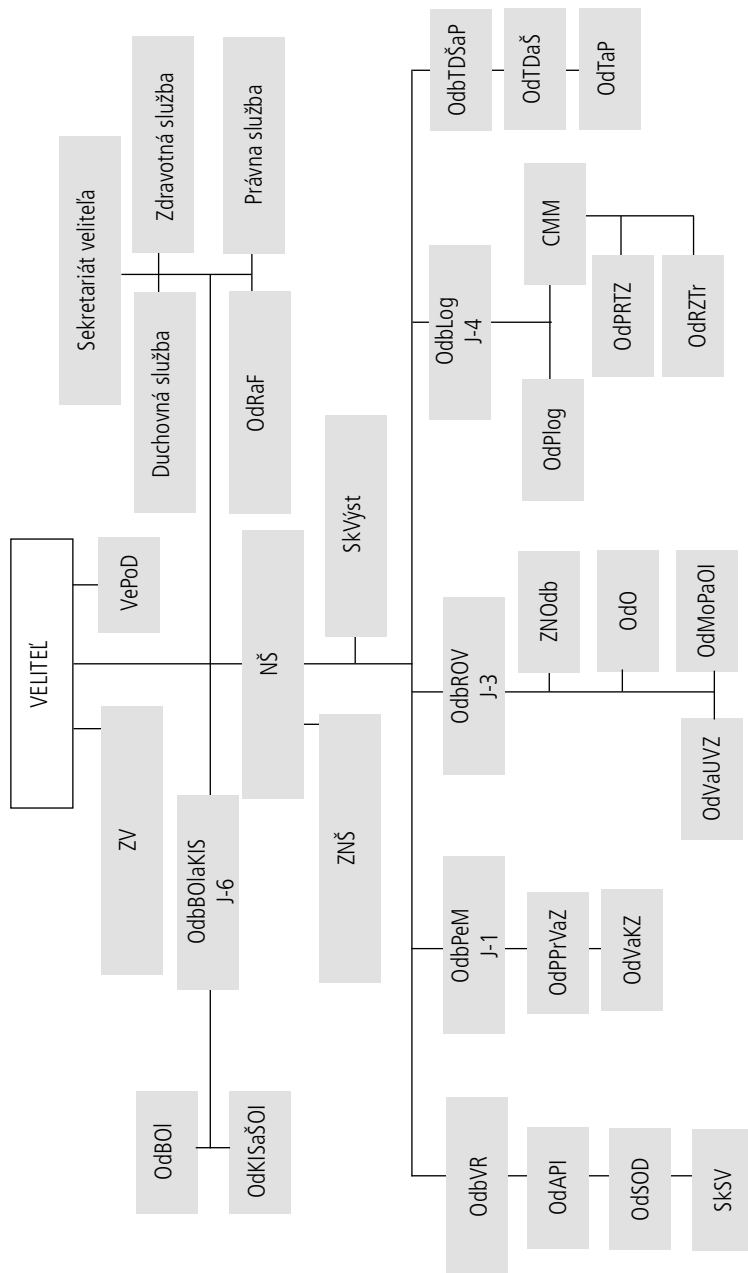 VELITEĽ
ZV
VePoD
Sekretariát veliteľa
Duchovná služba
Zdravotná služba
OdRaF
Právna služba
OdbBOIaKIS
J-6
OdBOI
OdKISaŠOI
NŠ
ZNŠ
SkVýst
OdbVR
OdAPI
OdSOD
SkSV
OdbPeM
J-1
OdPPrVaZ
OdVaKZ
OdbROV
J-3
ZNOdb
OdO
OdVaUVZ
OdMoPaOI
OdbLog
J-4
OdPlog
CMM
OdPRTZ
OdRZTr
OdbTDŠaP
OdTDaŠ
OdTaP